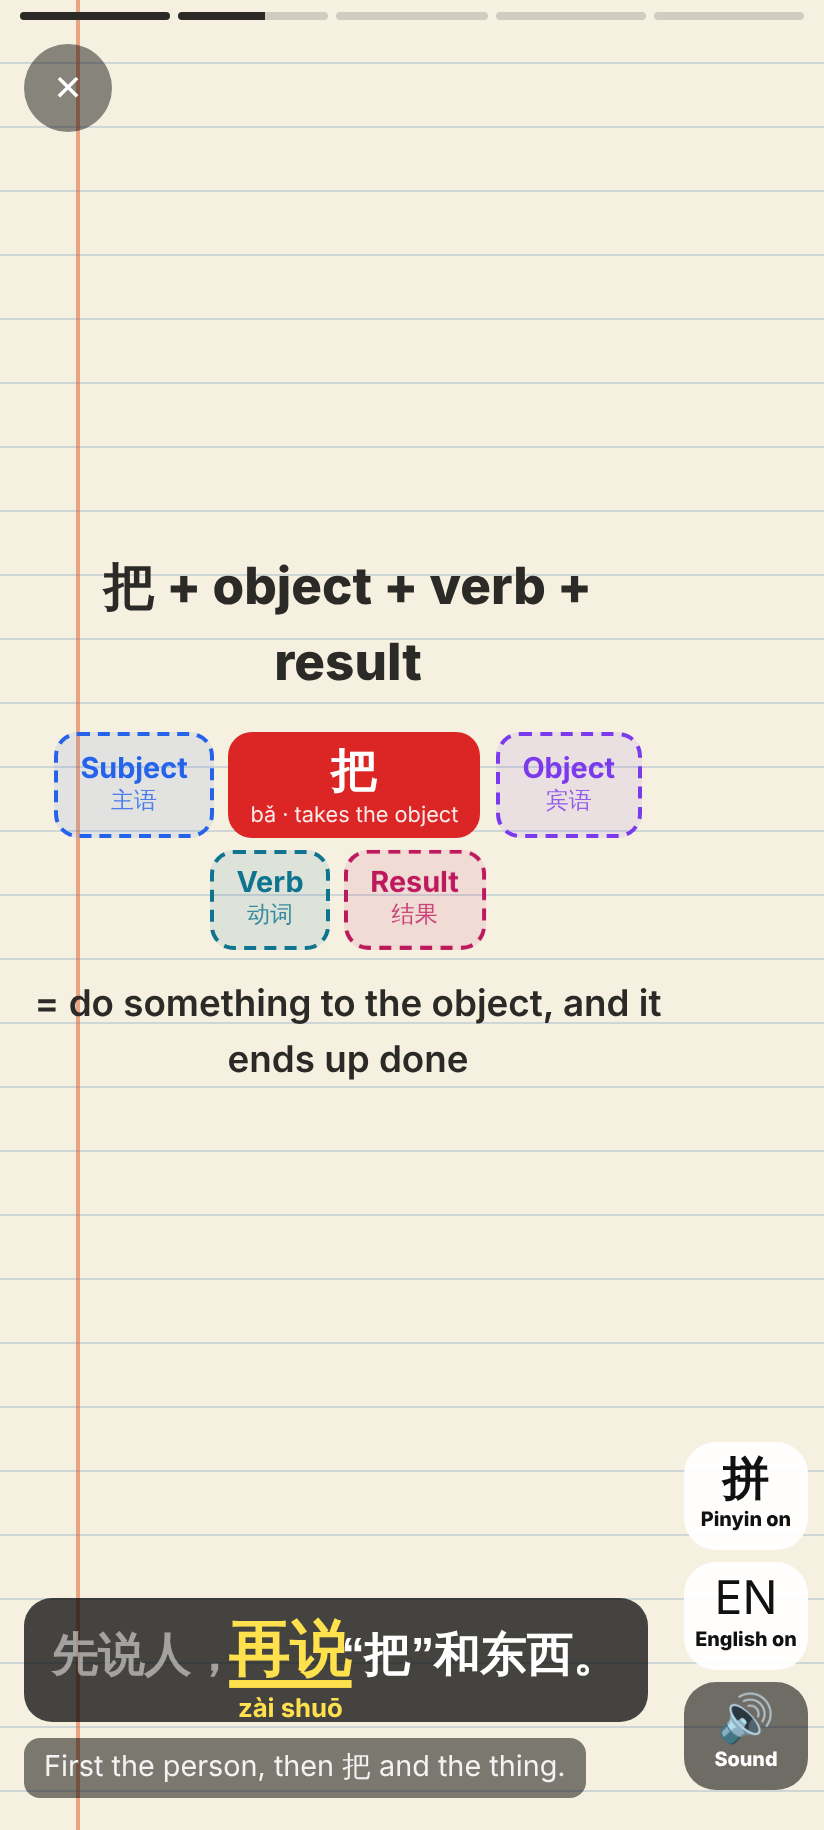 ×
把 + object + verb +
result
Subject
主语
把
bǎ · takes the object
Object
宾语
Verb
动词
Result
结果
= do something to the object, and it
ends up done
拼
Pinyin on
EN
English on
先说人，再说“把”和东西。
zài shuō
Sound
First the person, then 把 and the thing.